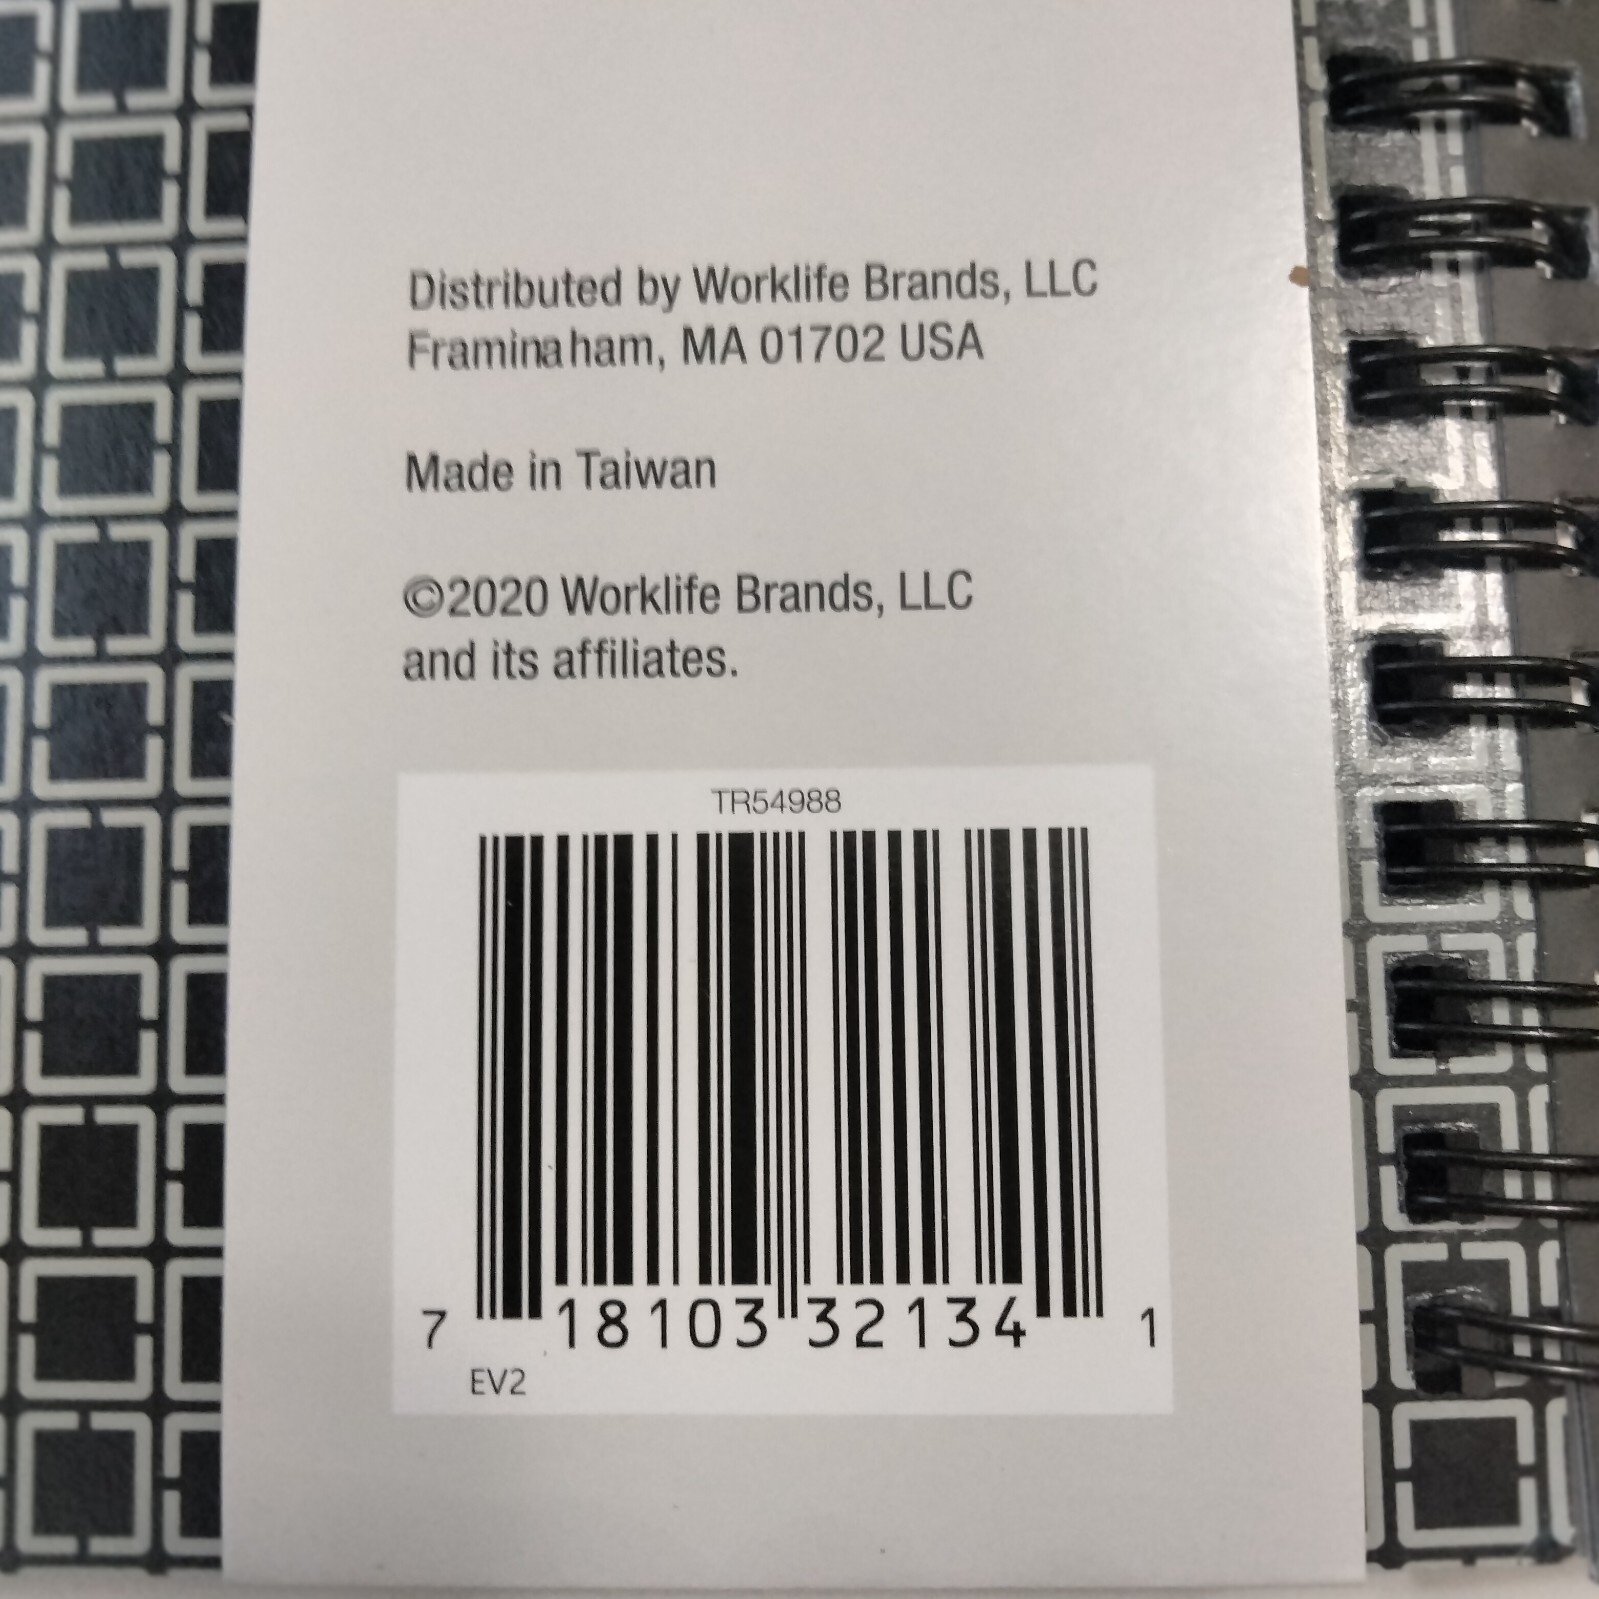 Distributed by Worklife Brands, LLC
Framinaham, MA 01702 USA
Made in Taiwan
©2020 Worklife Brands, LLC
and its affiliates.
TR54988
7 18103 32134 1
EV2